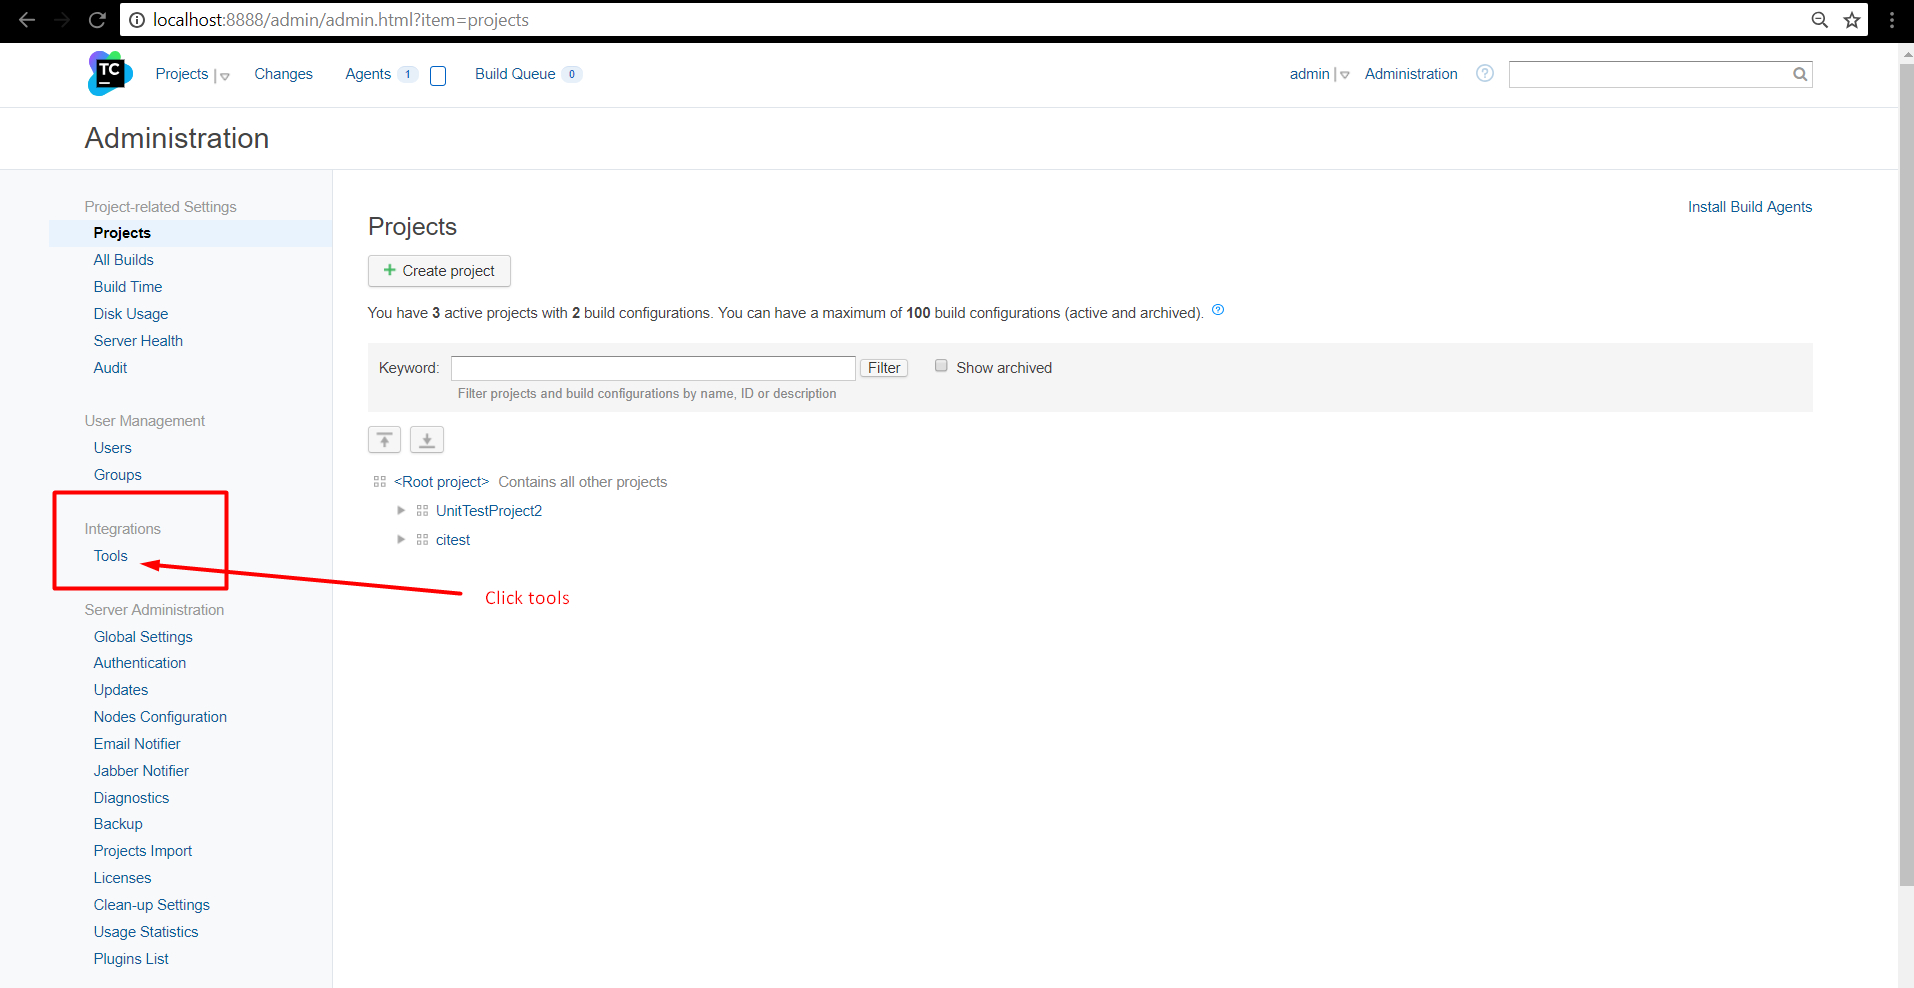 localhost:8888/admin/admin.html?item=projects
TC
Projects
Changes
Agents 1
Build Queue 0
admin
Administration
?
Administration
Project-related Settings
Projects
All Builds
Build Time
Disk Usage
Server Health
Audit
User Management
Users
Groups
Integrations
Tools
Server Administration
Global Settings
Authentication
Updates
Nodes Configuration
Email Notifier
Jabber Notifier
Diagnostics
Backup
Projects Import
Licenses
Clean-up Settings
Usage Statistics
Plugins List
Install Build Agents
Projects
+ Create project
You have 3 active projects with 2 build configurations. You can have a maximum of 100 build configurations (active and archived). ?
Keyword: Filter Show archived
Filter projects and build configurations by name, ID or description
<Root project> Contains all other projects
UnitTestProject2
citest
Click tools